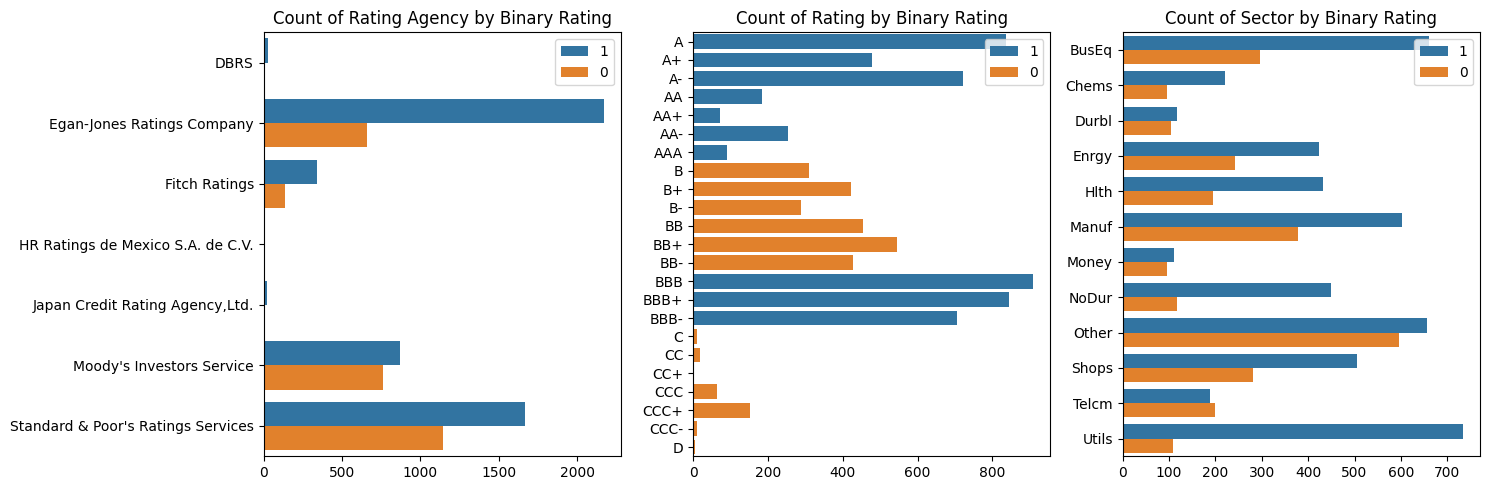 Count of Rating Agency by Binary Rating
1
0
DBRS
Egan-Jones Ratings Company
Fitch Ratings
HR Ratings de Mexico S.A. de C.V.
Japan Credit Rating Agency,Ltd.
Moody's Investors Service
Standard & Poor's Ratings Services
0 500 1000 1500 2000
Count of Rating by Binary Rating
1
0
A
A+
A-
AA
AA+
AA-
AAA
B
B+
B-
BB
BB+
BB-
BBB
BBB+
BBB-
C
CC
CC+
CCC
CCC+
CCC-
D
0 200 400 600 800
Count of Sector by Binary Rating
1
0
BusEq
Chems
Durbl
Enrgy
Hlth
Manuf
Money
NoDur
Other
Shops
Telcm
Utils
0 100 200 300 400 500 600 700